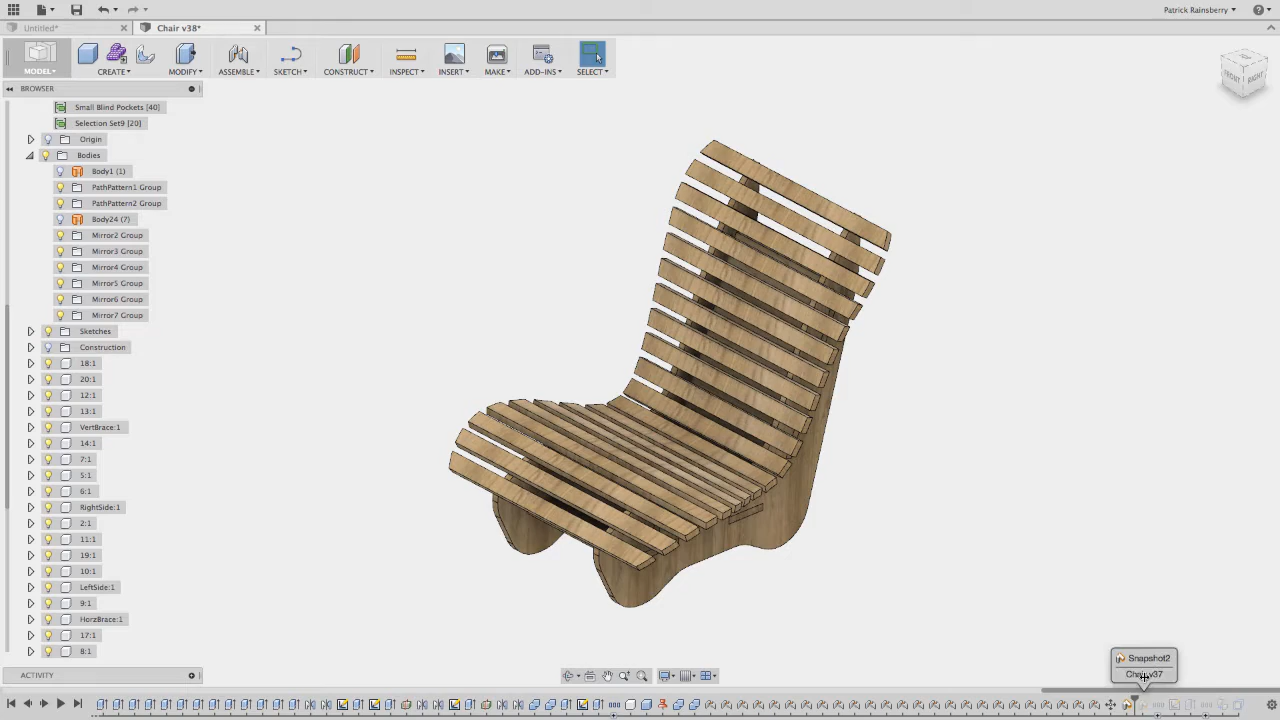 Patrick Rainsberry
Untitled*
Chair v38*
MODEL
CREATE
MODIFY
ASSEMBLE
SKETCH
CONSTRUCT
INSPECT
INSERT
MAKE
ADD-INS
SELECT
FRONT
RIGHT
BROWSER
Small Blind Pockets [40]
Selection Set9 [20]
Origin
Bodies
Body1 (1)
PathPattern1 Group
PathPattern2 Group
Body24 (7)
Mirror2 Group
Mirror3 Group
Mirror4 Group
Mirror5 Group
Mirror6 Group
Mirror7 Group
Sketches
Construction
18:1
20:1
12:1
13:1
VertBrace:1
14:1
7:1
5:1
6:1
RightSide:1
2:1
11:1
19:1
10:1
LeftSide:1
9:1
HorzBrace:1
17:1
8:1
ACTIVITY
Snapshot2
Chair v37